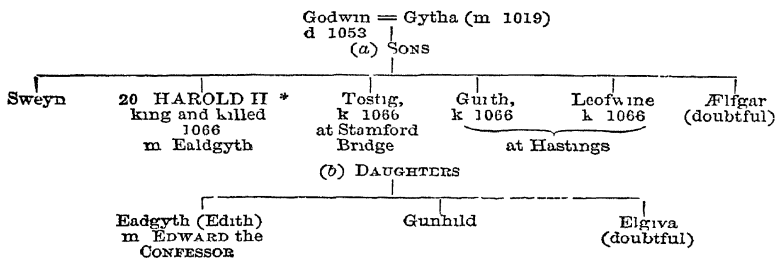 Godwin = Gytha (m 1019)
d 1053
(a) SONS
Sweyn
20 HAROLD II *
king and killed
1066
m Ealdgyth
Tostig,
k 1066
at Stamford
Bridge
Guith,
k 1066
Leofwine
k 1066
at Hastings
Ælfgar
(doubtful)
(b) DAUGHTERS
Eadgyth (Edith)
m EDWARD the
CONFESSOR
Gunhild
Elgiva
(doubtful)